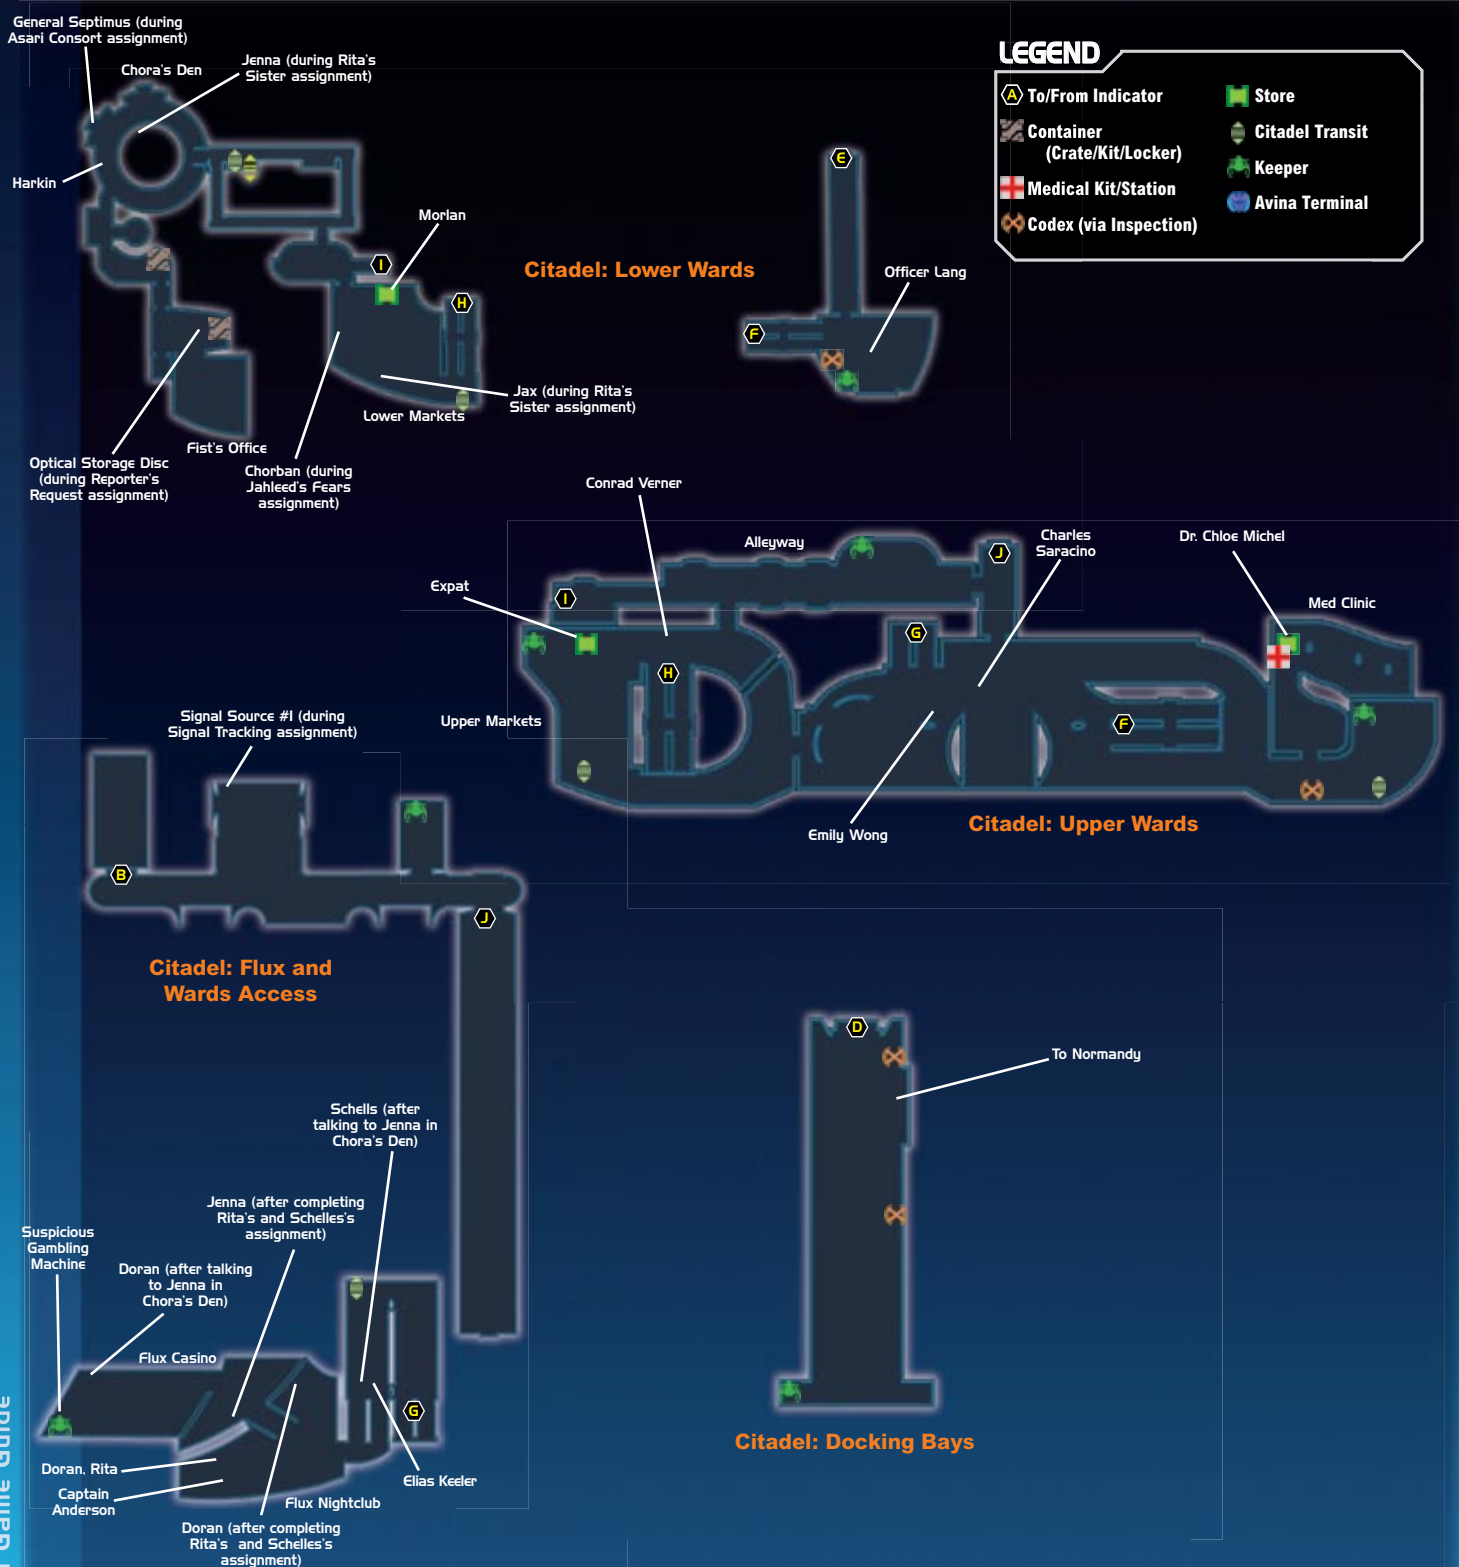 General Septimus (during
Asari Consort assignment)
Chora's Den
Jenna (during Rita's
Sister assignment)
Harkin
Morlan
I
H
Citadel: Lower Wards
Jax (during Rita's
Sister assignment)
Lower Markets
Fist's Office
Optical Storage Disc
(during Reporter's
Request assignment)
Chorban (during
Jahleed's Fears
assignment)
LEGEND
A To/From Indicator
Container
(Crate/Kit/Locker)
Medical Kit/Station
Codex (via Inspection)
Store
Citadel Transit
Keeper
Avina Terminal
E
Officer Lang
F
Conrad Verner
Alleyway
Charles
Saracino
Dr. Chloe Michel
J
Expat
I
Med Clinic
G
H
Upper Markets
F
Emily Wong
Citadel: Upper Wards
Signal Source #1 (during
Signal Tracking assignment)
B
J
Citadel: Flux and
Wards Access
Schells (after
talking to Jenna in
Chora's Den)
Jenna (after completing
Rita's and Schelles's
assignment)
Suspicious
Gambling
Machine
Doran (after talking
to Jenna in
Chora's Den)
Flux Casino
G
Doran, Rita
Captain
Anderson
Elias Keeler
Flux Nightclub
Doran (after completing
Rita's and Schelles's
assignment)
D
To Normandy
Citadel: Docking Bays
Game Guide